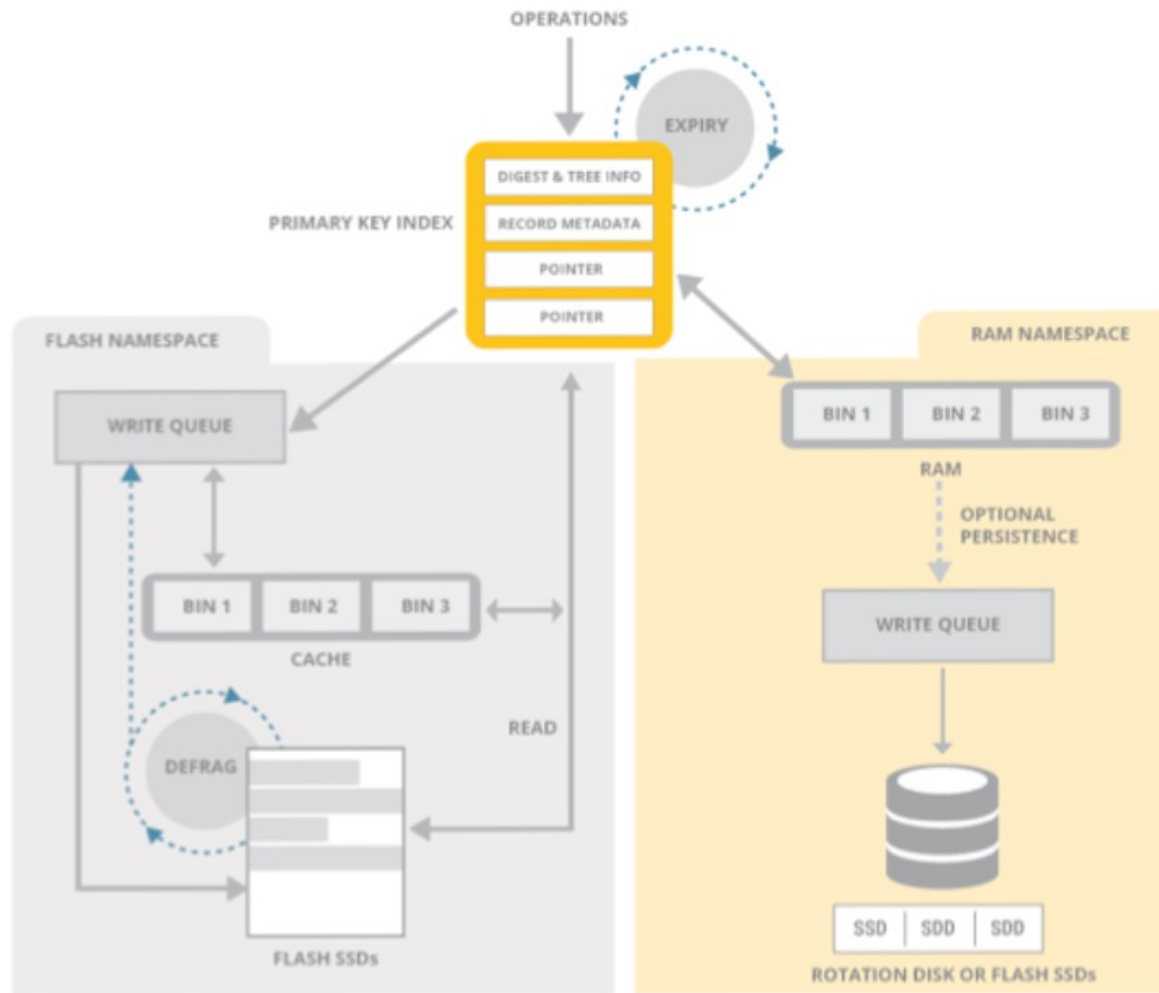 OPERATIONS
EXPIRY
DIGEST & TREE INFO
PRIMARY KEY INDEX
RECORD METADATA
POINTER
POINTER
FLASH NAMESPACE
WRITE QUEUE
BIN 1
BIN 2
BIN 3
CACHE
READ
DEFRAG
FLASH SSDs
RAM NAMESPACE
BIN 1
BIN 2
BIN 3
RAM
OPTIONAL
PERSISTENCE
WRITE QUEUE
SSD
SDD
SDD
ROTATION DISK OR FLASH SSDs